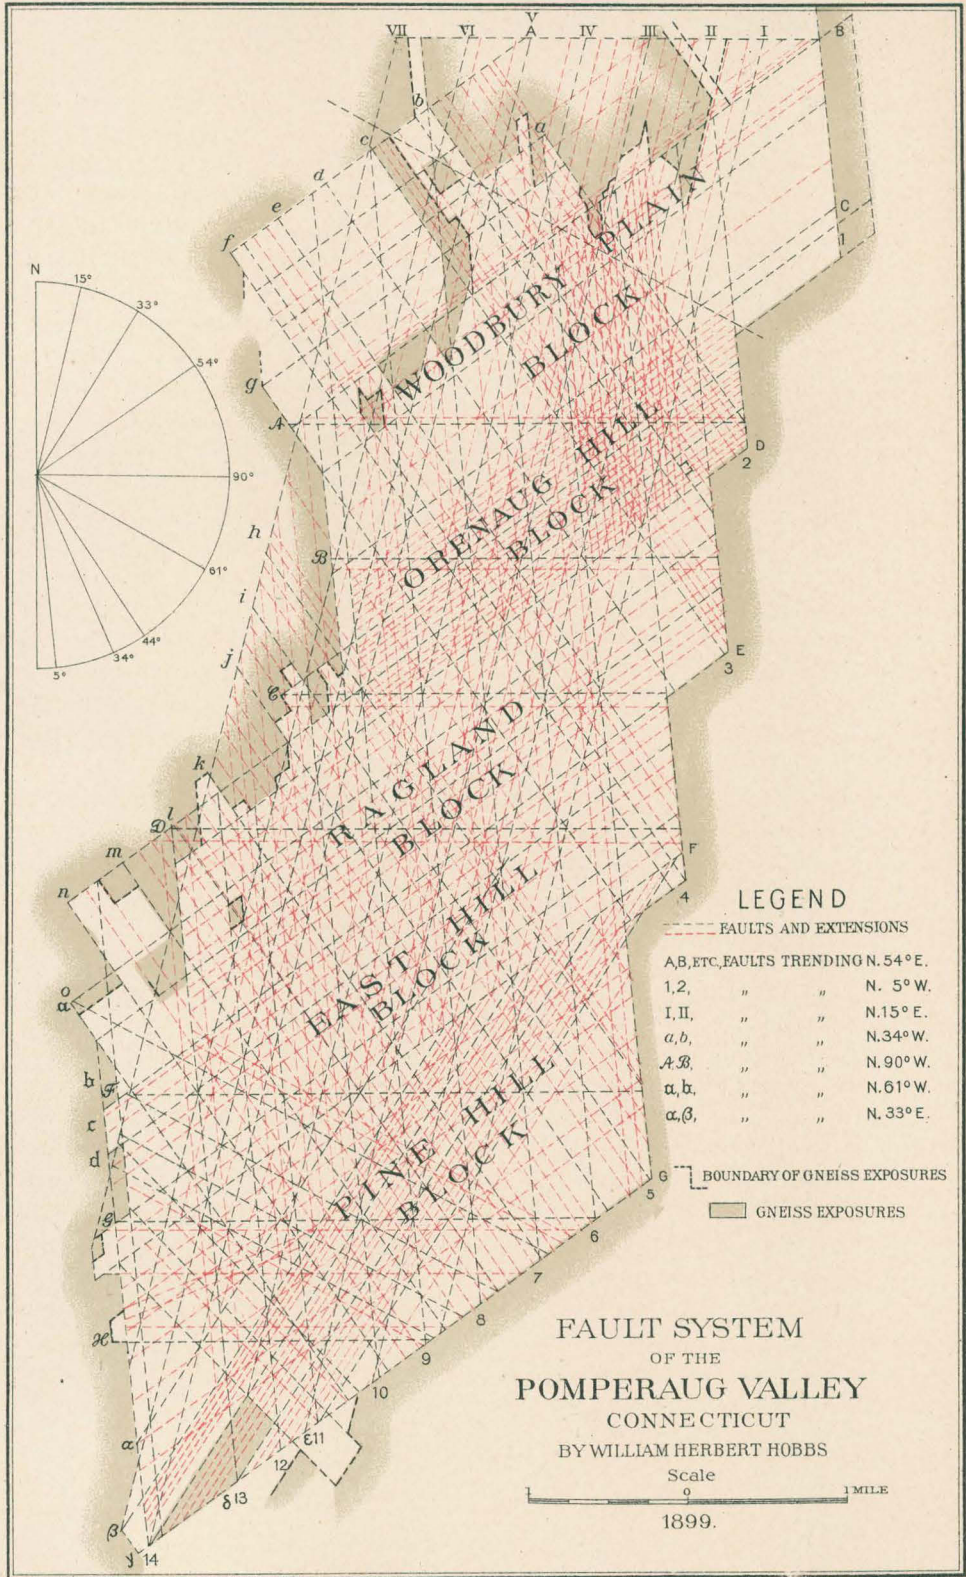 V
VII VI A IV III II I B
b
a
c
d
e
f
C
1
N
15°
33°
54°
90°
61°
44°
34°
5°
WOODBURY PLAIN
BLOCK
g
A
D
2
ORENAUG HILL
BLOCK
h
B
i
j
E
3
C
RAGLAND
BLOCK
k
l
D
m
n
F
4
EAST HILL
BLOCK
o
a
b
F
c
d
G
5
PINE HILL
BLOCK
G
6
7
8
H
9
10
α
ε11
12
δ 13
β
γ 14
LEGEND
FAULTS AND EXTENSIONS
A,B,ETC., FAULTS TRENDING N. 54° E.
1,2, „ „ N. 5° W.
I,II, „ „ N. 15° E.
a,b, „ „ N. 34° W.
A.B, „ „ N. 90° W.
a,b, „ „ N. 61° W.
α,β, „ „ N. 33° E.
BOUNDARY OF GNEISS EXPOSURES
GNEISS EXPOSURES
FAULT SYSTEM
OF THE
POMPERAUG VALLEY
CONNECTICUT
BY WILLIAM HERBERT HOBBS
Scale
1 0 1 MILE
1899.